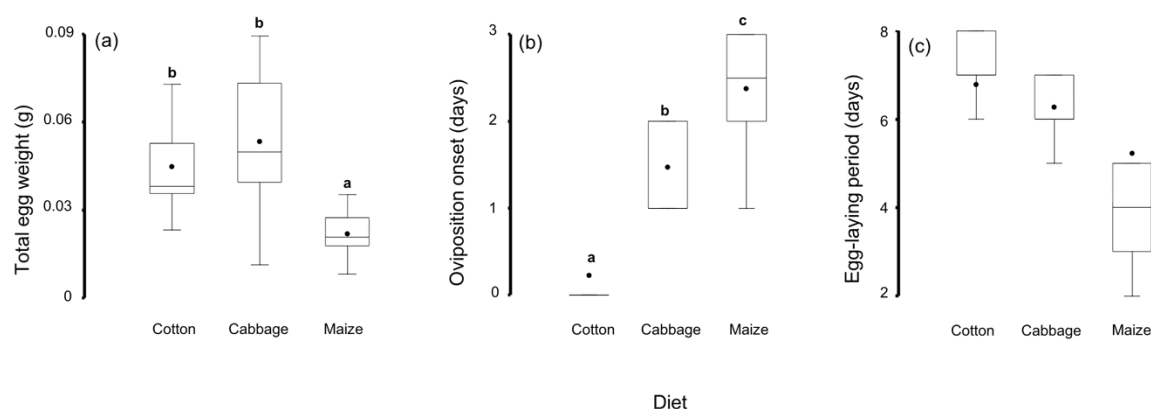 (a)
Total egg weight (g)
0.09
0.06
0.03
0
b
b
a
Cotton
Cabbage
Maize
(b)
Oviposition onset (days)
3
2
1
0
a
b
c
Cotton
Cabbage
Maize
(c)
Egg-laying period (days)
8
6
4
2
Cotton
Cabbage
Maize
Diet